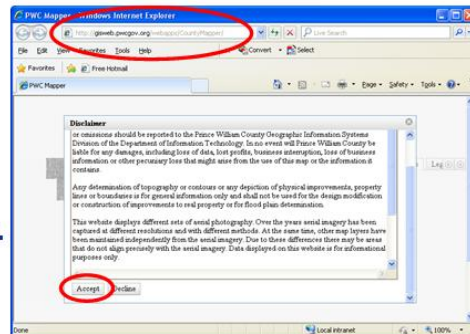 PWC Mapper - Windows Internet Explorer
http://gisweb.pwcgov.org/webapps/CountyMapper/
Live Search
File Edit View Favorites Tools Help Convert Select
Favorites Free Hotmail
PWC Mapper Page Safety Tools
Disclaimer
or omissions should be reported to the Prince William County Geographic Information Systems
Division of the Department of Information Technology. In no event will Prince William County be
liable for any damages, including loss of data, lost profits, business interruption, loss of business
information or other pecuniary loss that might arise from the use of this map or the information it
contains.
Any determination of topography or contours or any depiction of physical improvements, property
lines or boundaries is for general information only and shall not be used for the design modification
or construction of improvements to real property or for flood plain determination.
This website displays different sets of aerial photography. Over the years aerial imagery has been
captured at different resolutions and with different methods. At the same time, other map layers have
been maintained independently from the aerial imagery. Due to these differences there may be areas
that do not align precisely with the aerial imagery. Data displayed on this website is for informational
purposes only.
Accept Decline
Done Local intranet 100%